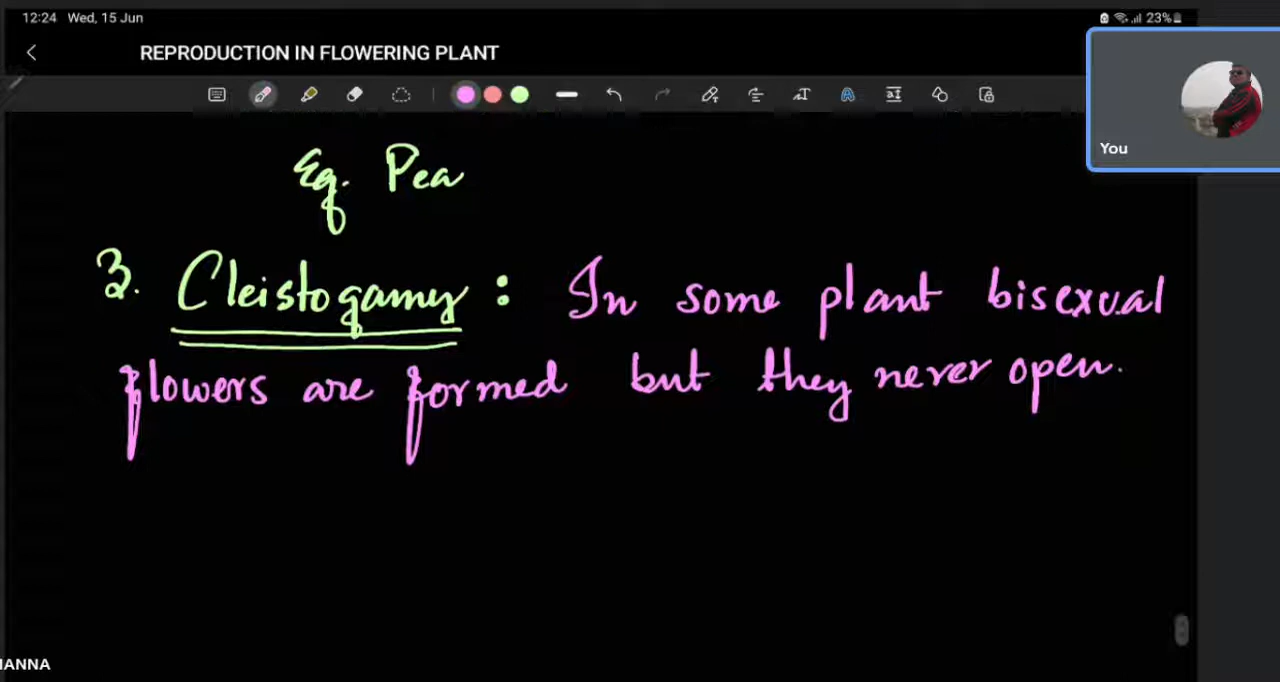 12:24 Wed, 15 Jun
23%
REPRODUCTION IN FLOWERING PLANT
You
Eg. Pea
3. Cleistogamy : In some plant bisexual
flowers are formed but they never open.
IANNA